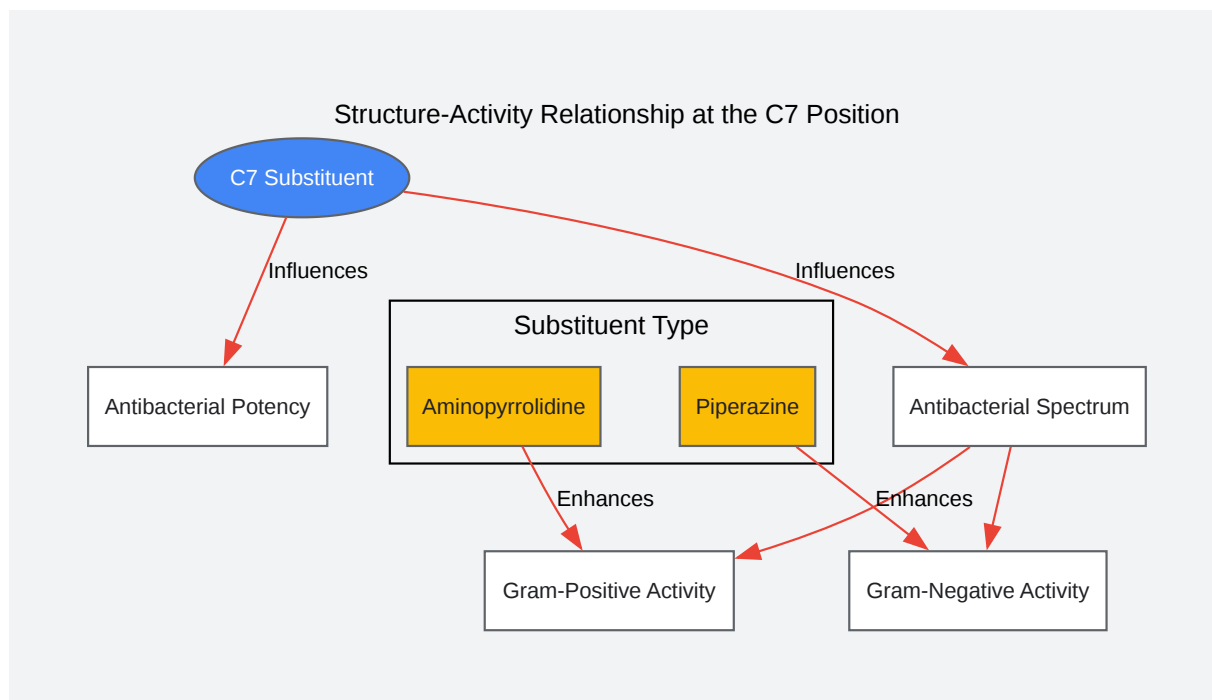 Structure-Activity Relationship at the C7 Position
C7 Substituent
Influences
Influences
Substituent Type
Antibacterial Potency
Aminopyrrolidine
Piperazine
Antibacterial Spectrum
Enhances
Enhances
Gram-Positive Activity
Gram-Negative Activity